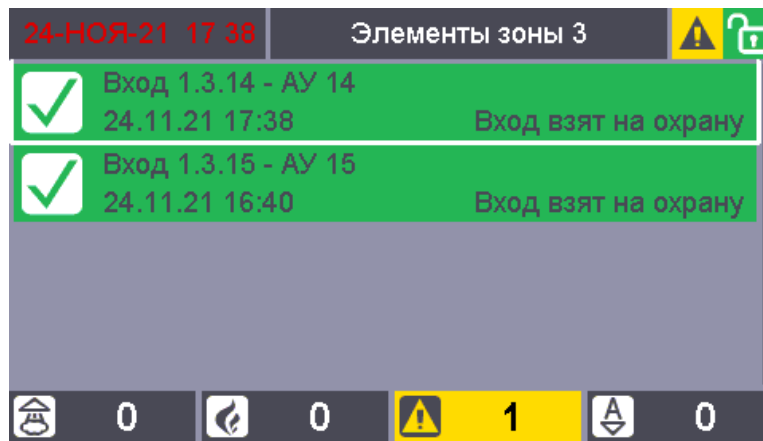 24-НОЯ-21 17 38 Элементы зоны 3
Вход 1.3.14 - АУ 14
24.11.21 17:38 Вход взят на охрану
Вход 1.3.15 - АУ 15
24.11.21 16:40 Вход взят на охрану
0 0 1 A 0